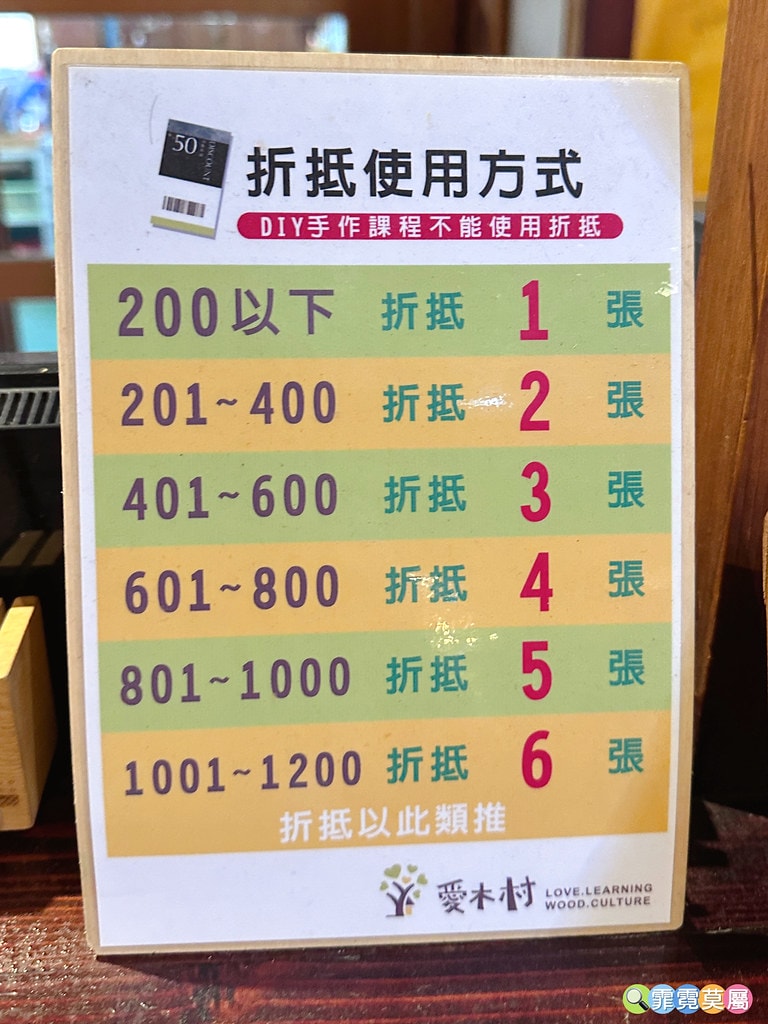 50
DISCOUNT
折抵使用方式
DIY手作課程不能使用折抵
200以下 折抵 1 張
201~400 折抵 2 張
401~600 折抵 3 張
601~800 折抵 4 張
801~1000 折抵 5 張
1001~1200 折抵 6 張
折抵以此類推
愛木村
LOVE.LEARNING
WOOD.CULTURE
霏霓莫屬